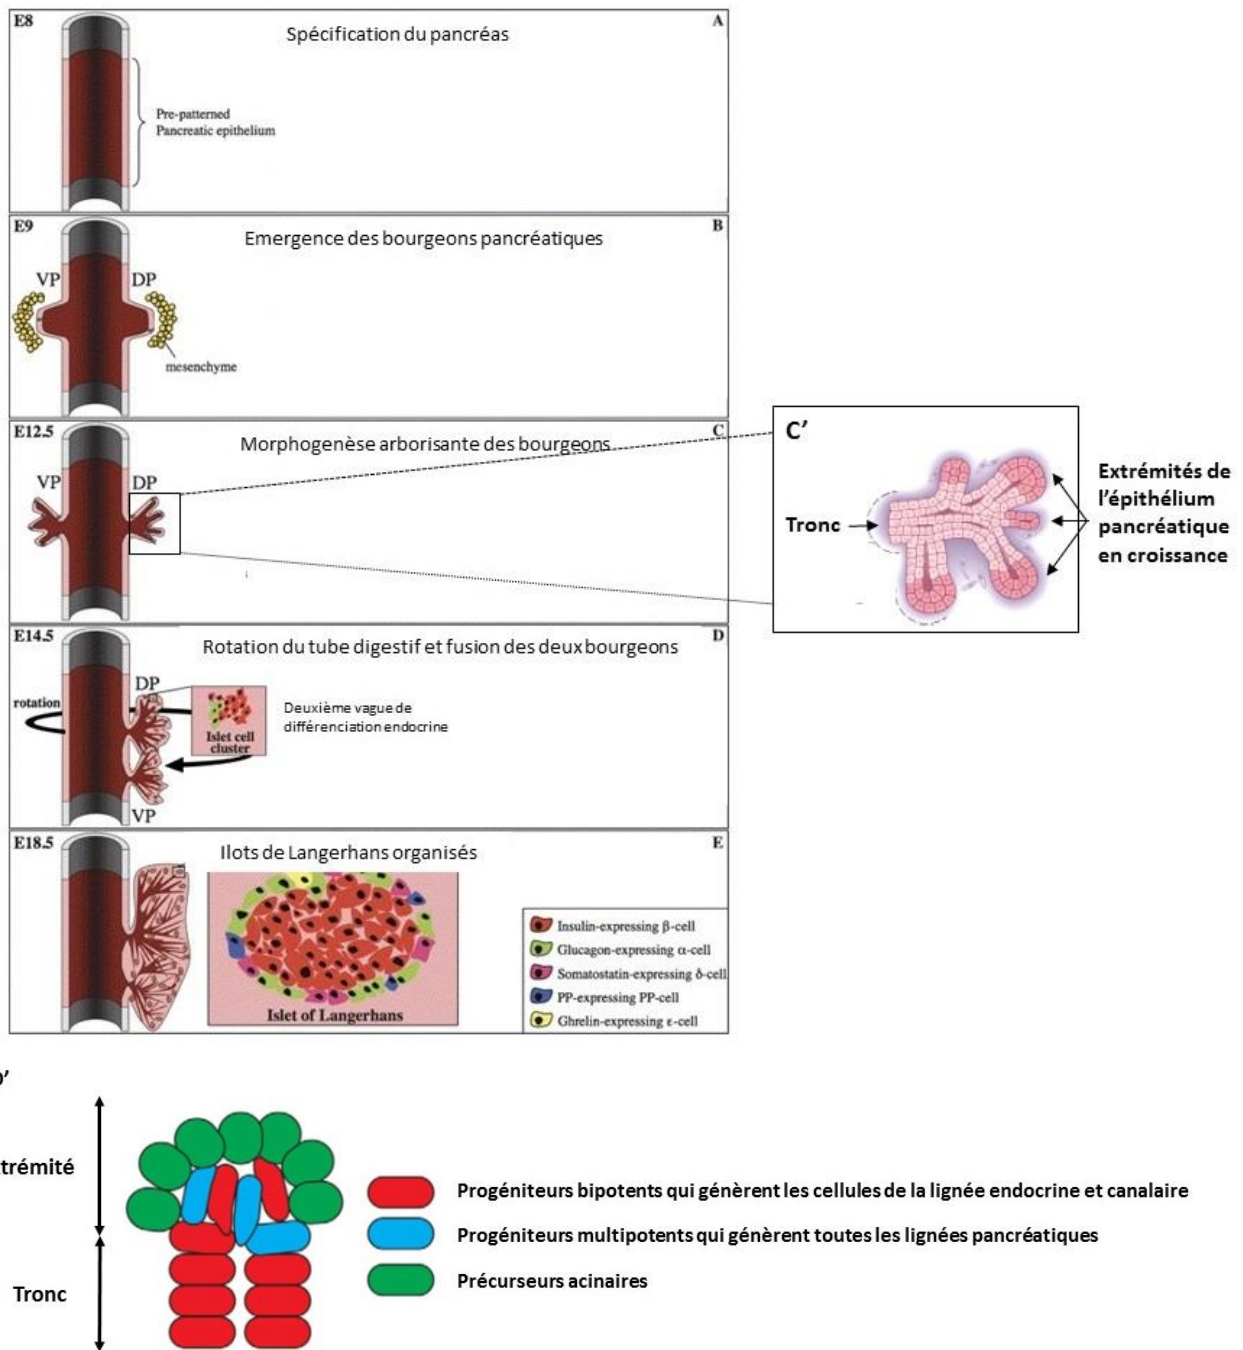 E8
A
Spécification du pancréas
Pre-patterned
Pancreatic epithelium
E9
B
Emergence des bourgeons pancréatiques
VP
DP
mesenchyme
E12.5
C
Morphogenèse arborisante des bourgeons
VP
DP
C’
Tronc
Extrémités de
l’épithélium
pancréatique
en croissance
E14.5
D
Rotation du tube digestif et fusion des deux bourgeons
DP
rotation
Islet cell
cluster
Deuxième vague de
différenciation endocrine
VP
E18.5
E
Ilots de Langerhans organisés
Islet of Langerhans
Insulin-expressing β-cell
Glucagon-expressing α-cell
Somatostatin-expressing δ-cell
PP-expressing PP-cell
Ghrelin-expressing ε-cell
trémité
Tronc
Progéniteurs bipotents qui génèrent les cellules de la lignée endocrine et canalaire
Progéniteurs multipotents qui génèrent toutes les lignées pancréatiques
Précurseurs acinaires